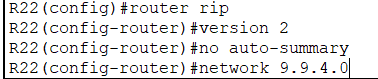 R22(config)#router rip
R22(config-router)#version 2
R22(config-router)#no auto-summary
R22(config-router)#network 9.9.4.0